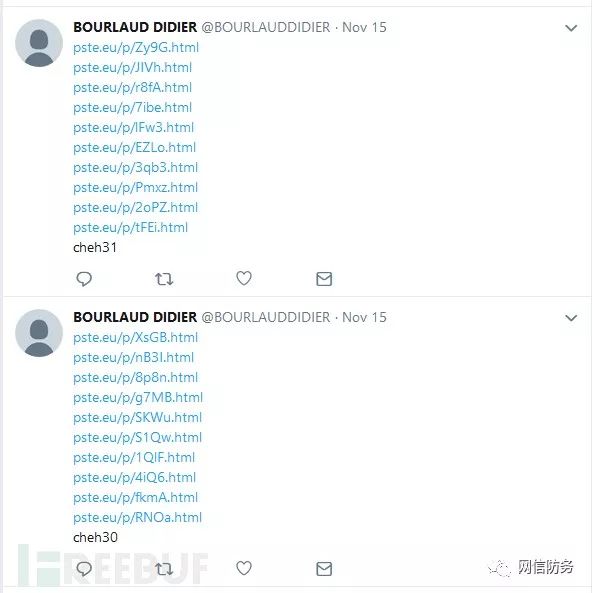 BOURLAUD DIDIER @BOURLAUDDIDIER · Nov 15
pste.eu/p/Zy9G.html
pste.eu/p/JIVh.html
pste.eu/p/r8fA.html
pste.eu/p/7ibe.html
pste.eu/p/lFw3.html
pste.eu/p/EZLo.html
pste.eu/p/3qb3.html
pste.eu/p/Pmxz.html
pste.eu/p/2oPZ.html
pste.eu/p/tFEi.html
cheh31
BOURLAUD DIDIER @BOURLAUDDIDIER · Nov 15
pste.eu/p/XsGB.html
pste.eu/p/nB3I.html
pste.eu/p/8p8n.html
pste.eu/p/g7MB.html
pste.eu/p/SKWu.html
pste.eu/p/S1Qw.html
pste.eu/p/1QIF.html
pste.eu/p/4iQ6.html
pste.eu/p/fkmA.html
pste.eu/p/RNOa.html
cheh30
FREEBUF
网信防务